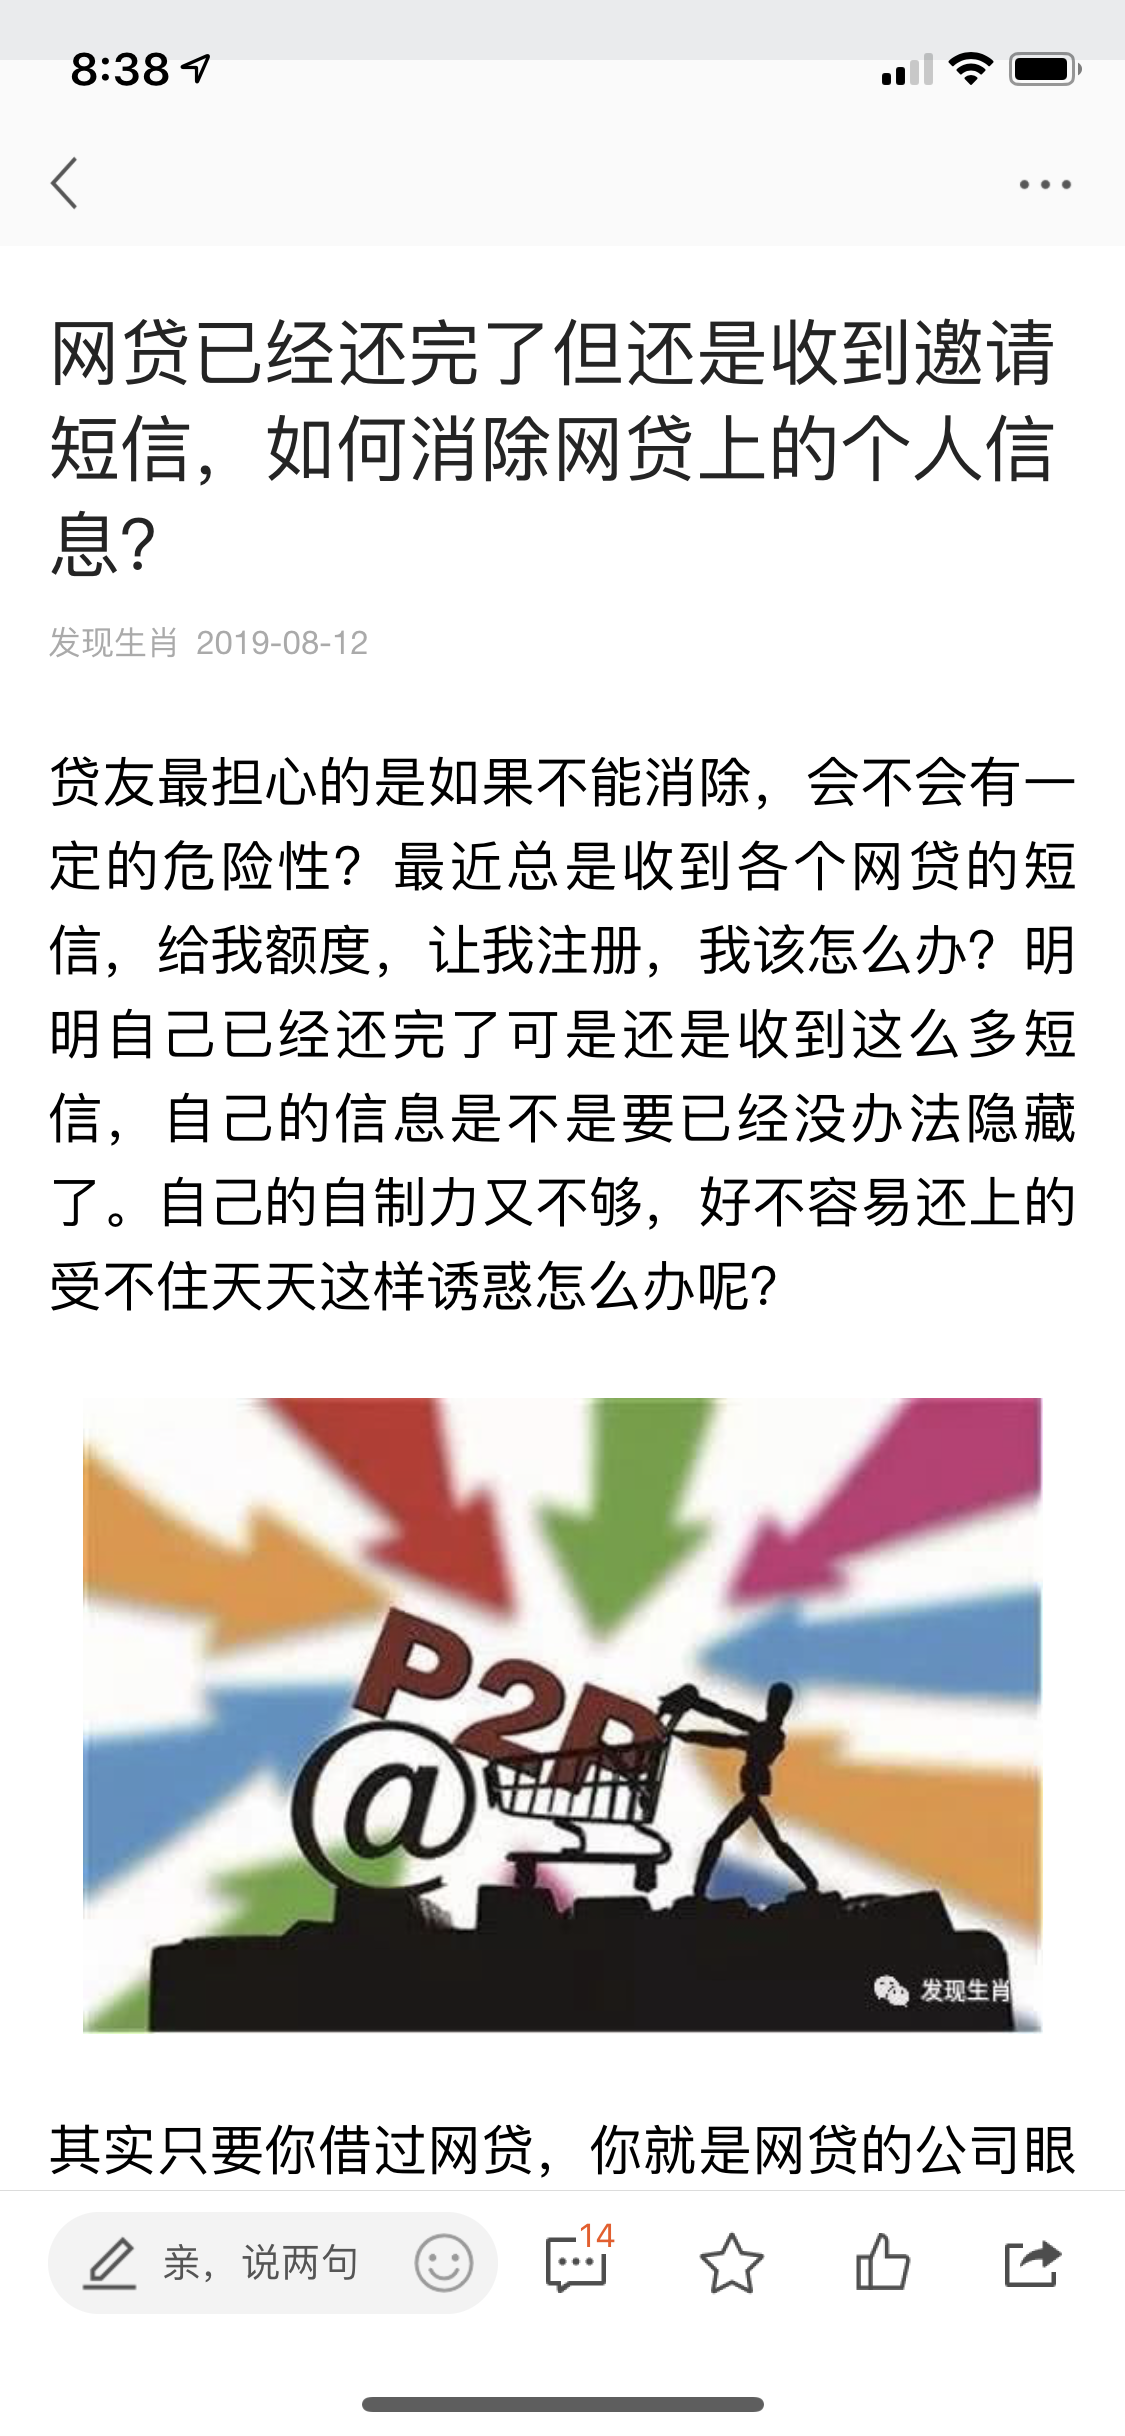 8:38
网贷已经还完了但还是收到邀请
短信，如何消除网贷上的个人信
息？
发现生肖 2019-08-12
贷友最担心的是如果不能消除，会不会有一
定的危险性？最近总是收到各个网贷的短
信，给我额度，让我注册，我该怎么办？明
明自己已经还完了可是还是收到这么多短
信，自己的信息是不是要已经没办法隐藏
了。自己的自制力又不够，好不容易还上的
受不住天天这样诱惑怎么办呢？
P2P
@
发现生肖
其实只要你借过网贷，你就是网贷的公司眼
亲，说两句
14